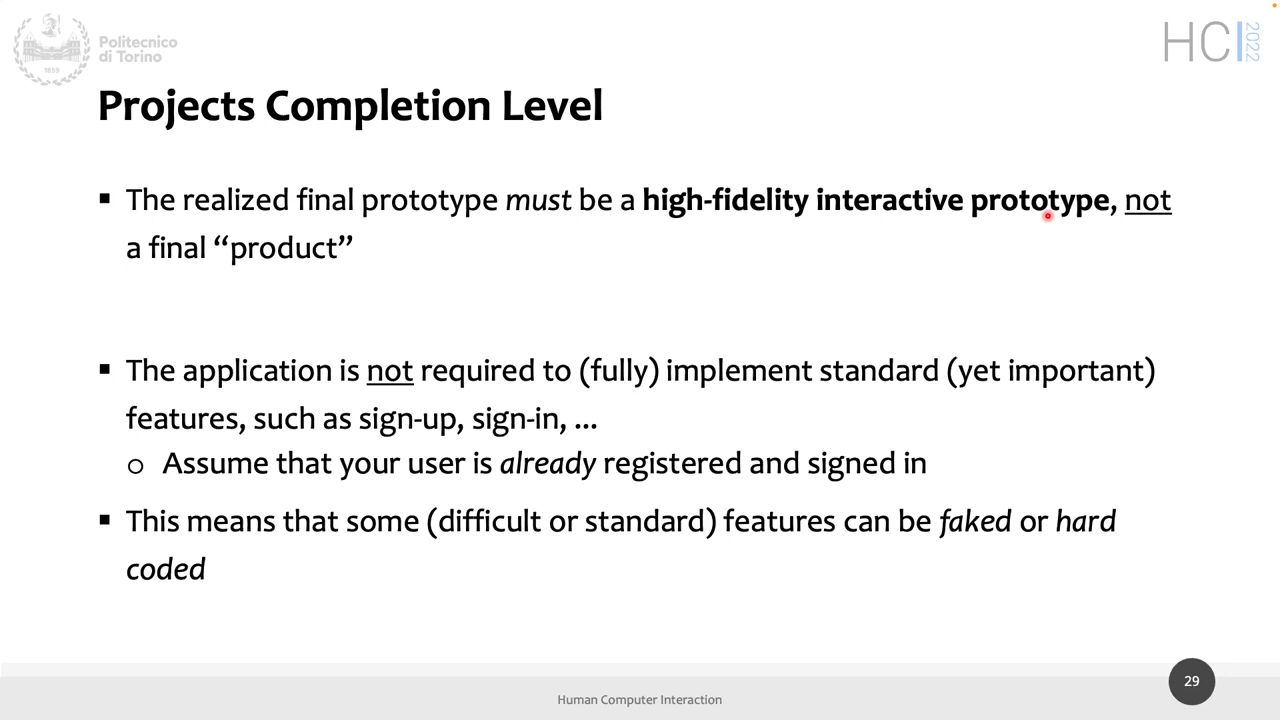 Politecnico
di Torino
1859
HCI 2022
Projects Completion Level
▪ The realized final prototype must be a high-fidelity interactive prototype, not
a final “product”
▪ The application is not required to (fully) implement standard (yet important)
features, such as sign-up, sign-in, ...
o Assume that your user is already registered and signed in
▪ This means that some (difficult or standard) features can be faked or hard
coded
29
Human Computer Interaction